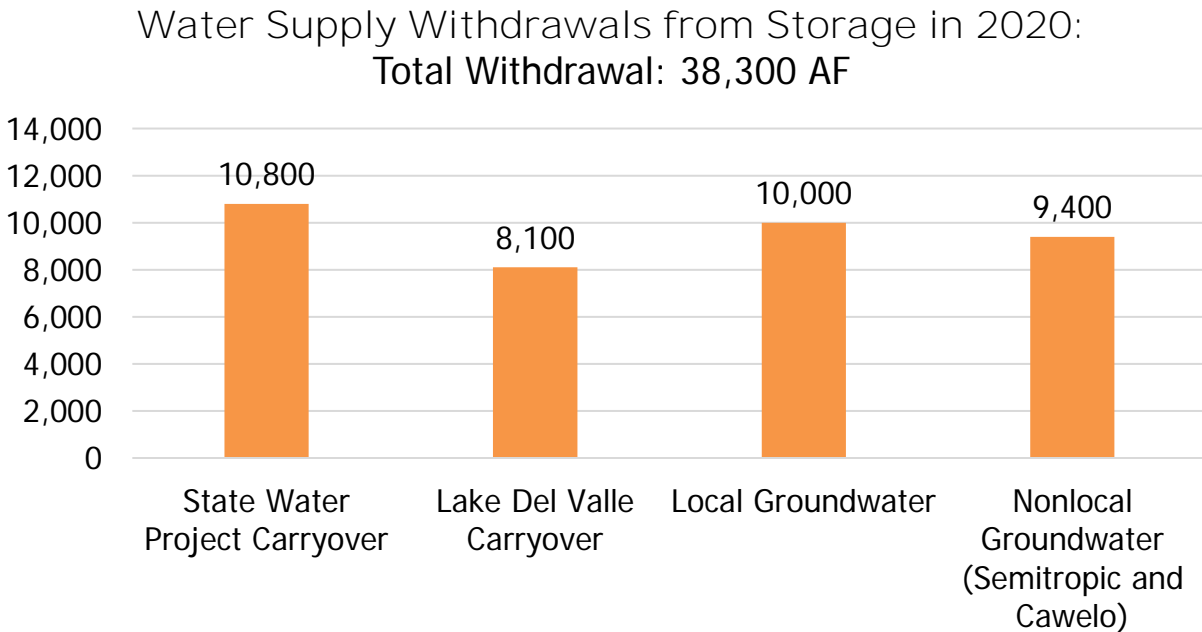 Water Supply Withdrawals from Storage in 2020:
Total Withdrawal: 38,300 AF
14,000
12,000
10,000
8,000
6,000
4,000
2,000
0
10,800
8,100
10,000
9,400
State Water
Project Carryover
Lake Del Valle
Carryover
Local Groundwater
Nonlocal
Groundwater
(Semitropic and
Cawelo)